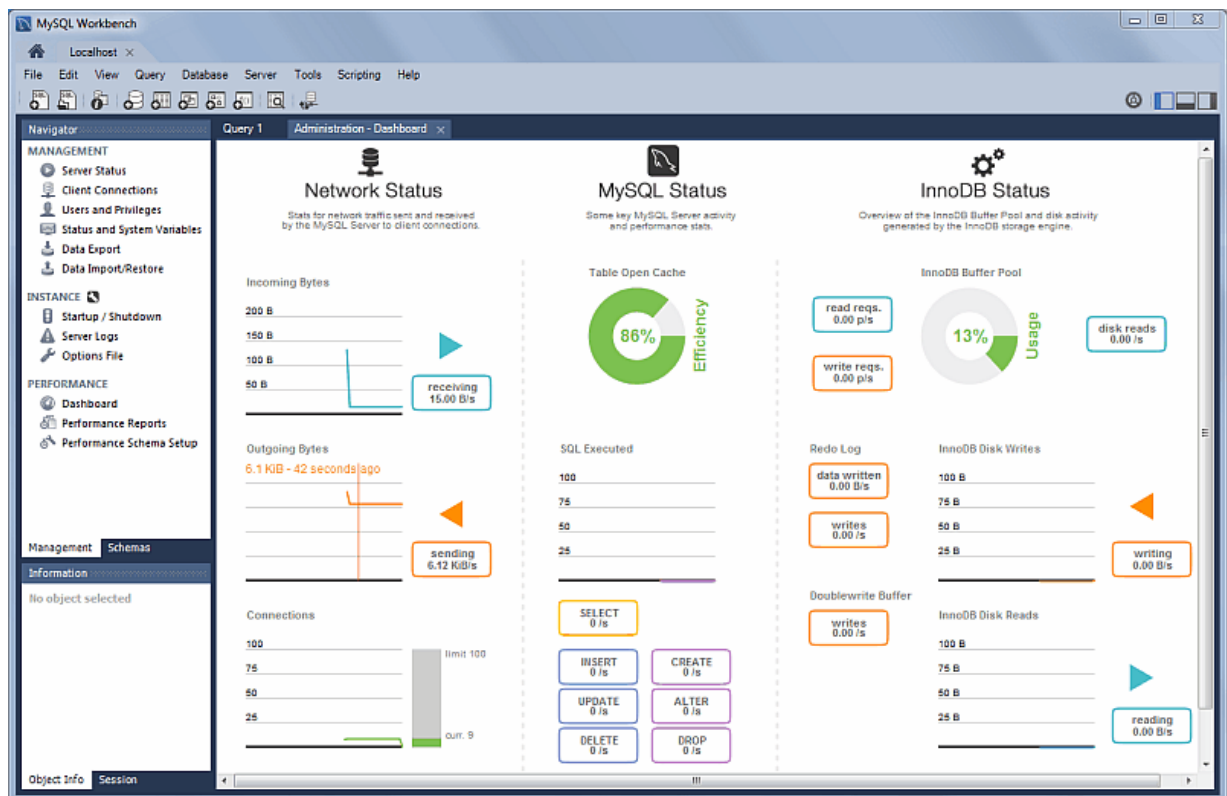 MySQL Workbench
Localhost
File Edit View Query Database Server Tools Scripting Help
Navigator
MANAGEMENT
Server Status
Client Connections
Users and Privileges
Status and System Variables
Data Export
Data Import/Restore
INSTANCE
Startup / Shutdown
Server Logs
Options File
PERFORMANCE
Dashboard
Performance Reports
Performance Schema Setup
Management Schemas
Information
No object selected
Object Info Session
Query 1 Administration - Dashboard
Network Status
Stats for network traffic sent and received
by the MySQL Server to client connections.
Incoming Bytes
200 B
150 B
100 B
50 B
receiving
15.00 B/s
Outgoing Bytes
6.1 KiB - 42 seconds ago
sending
6.12 KiB/s
Connections
100
75
50
25
limit 100
curr. 9
MySQL Status
Some key MySQL Server activity
and performance stats.
Table Open Cache
86%
Efficiency
SQL Executed
100
75
50
25
SELECT
0 /s
INSERT
0 /s
CREATE
0 /s
UPDATE
0 /s
ALTER
0 /s
DELETE
0 /s
DROP
0 /s
InnoDB Status
Overview of the InnoDB Buffer Pool and disk activity
generated by the InnoDB storage engine.
InnoDB Buffer Pool
read reqs.
0.00 p/s
write reqs.
0.00 p/s
13%
Usage
disk reads
0.00 /s
Redo Log
data written
0.00 B/s
writes
0.00 /s
InnoDB Disk Writes
100 B
75 B
50 B
25 B
writing
0.00 B/s
Doublewrite Buffer
writes
0.00 /s
InnoDB Disk Reads
100 B
75 B
50 B
25 B
reading
0.00 B/s